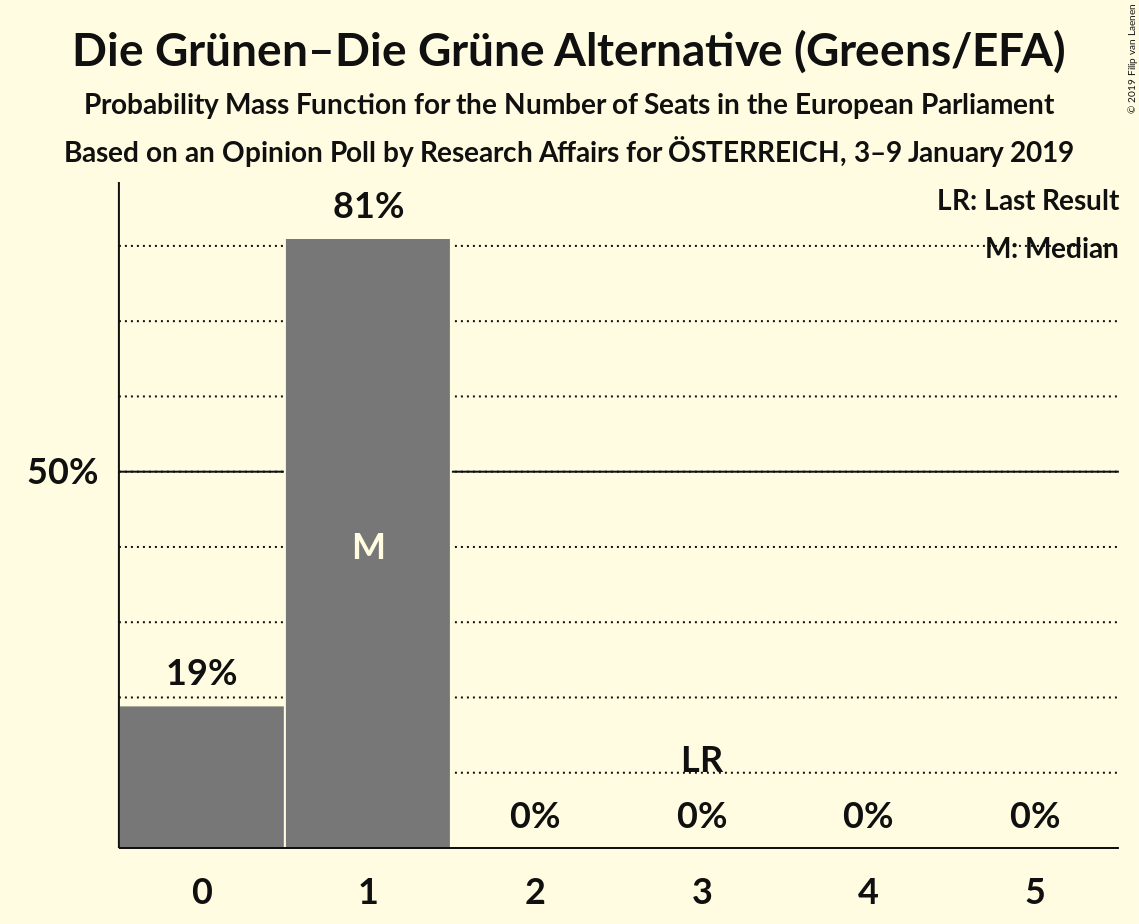 Die Grünen–Die Grüne Alternative (Greens/EFA)
Probability Mass Function for the Number of Seats in the European Parliament
Based on an Opinion Poll by Research Affairs for ÖSTERREICH, 3–9 January 2019
© 2019 Filip van Laenen
LR: Last Result
M: Median
81%
50%
M
19%
LR
0% 0% 0% 0%
0 1 2 3 4 5